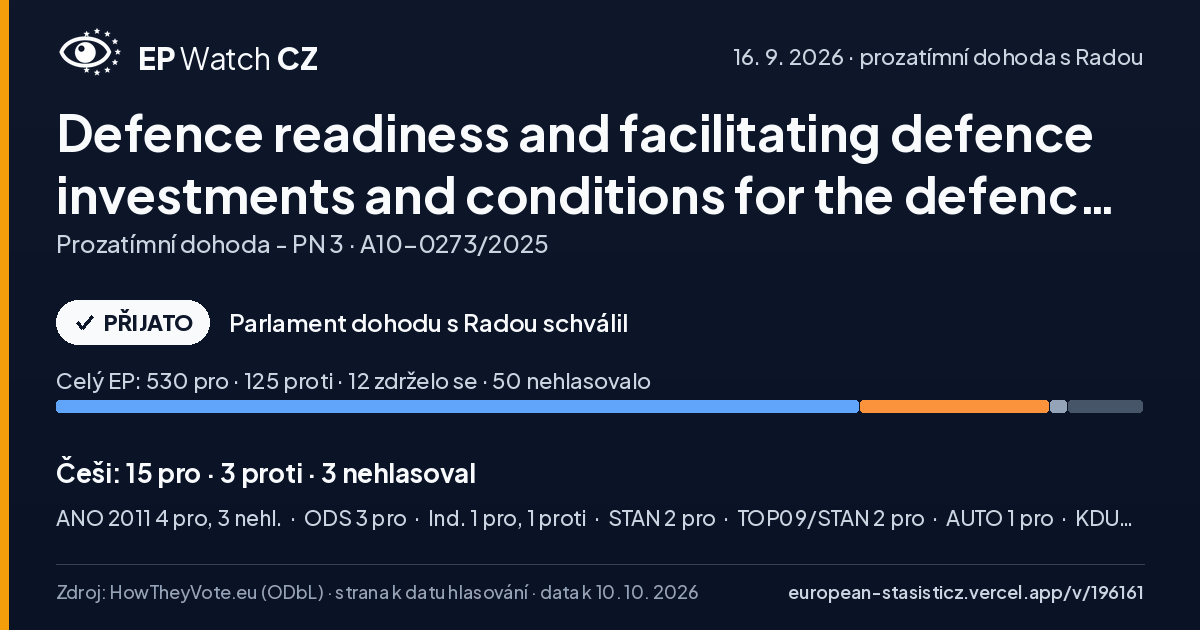 EP Watch CZ
16. 9. 2026 · prozatímní dohoda s Radou
Defence readiness and facilitating defence
investments and conditions for the defenc…
Prozatímní dohoda - PN 3 · A10–0273/2025
✓ PŘIJATO
Parlament dohodu s Radou schválil
Celý EP: 530 pro · 125 proti · 12 zdrželo se · 50 nehlasovalo
Češi: 15 pro · 3 proti · 3 nehlasoval
ANO 2011 4 pro, 3 nehl. · ODS 3 pro · Ind. 1 pro, 1 proti · STAN 2 pro · TOP09/STAN 2 pro · AUTO 1 pro · KDU…
Zdroj: HowTheyVote.eu (ODbL) · strana k datu hlasování · data k 10. 10. 2026
european-stasisticz.vercel.app/v/196161